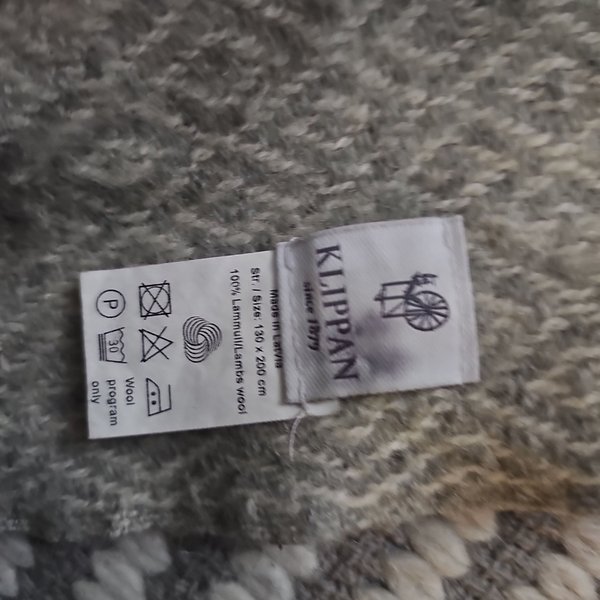 KLIPPAN
since 1879
Made in Latvia
Str. / Size: 130 x 200 cm
100% Lammull/Lambs wool
P
30
Wool
program
only